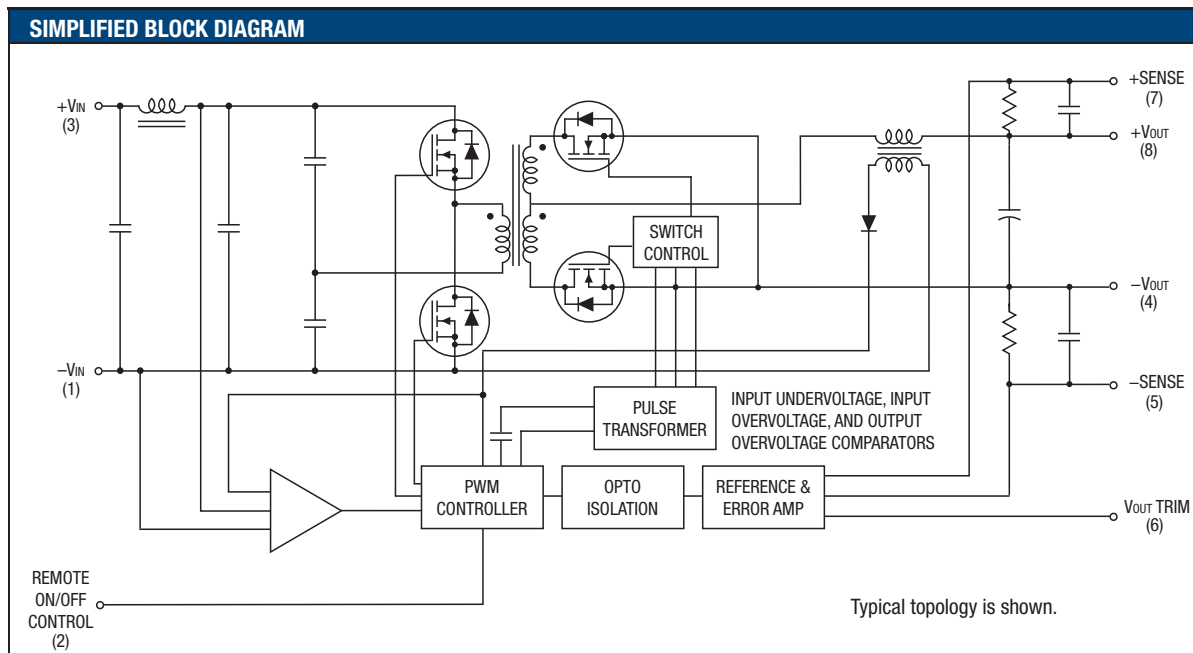 SIMPLIFIED BLOCK DIAGRAM
+VIN
(3)
+SENSE
(7)
+VOUT
(8)
SWITCH
CONTROL
−VOUT
(4)
−VIN
(1)
−SENSE
(5)
PULSE
TRANSFORMER
INPUT UNDERVOLTAGE, INPUT
OVERVOLTAGE, AND OUTPUT
OVERVOLTAGE COMPARATORS
PWM
CONTROLLER
OPTO
ISOLATION
REFERENCE &
ERROR AMP
VOUT TRIM
(6)
REMOTE
ON/OFF
CONTROL
(2)
Typical topology is shown.